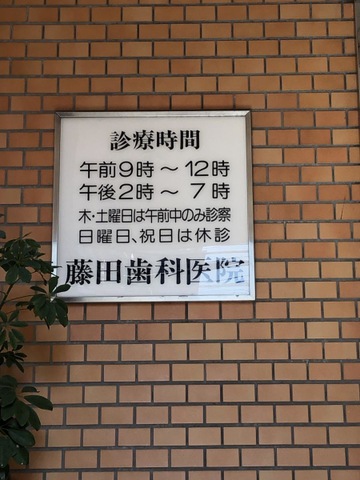 診療時間
午前9時～12時
午後2時～7時
木・土曜日は午前中のみ診察
日曜日、祝日は休診
藤田歯科医院